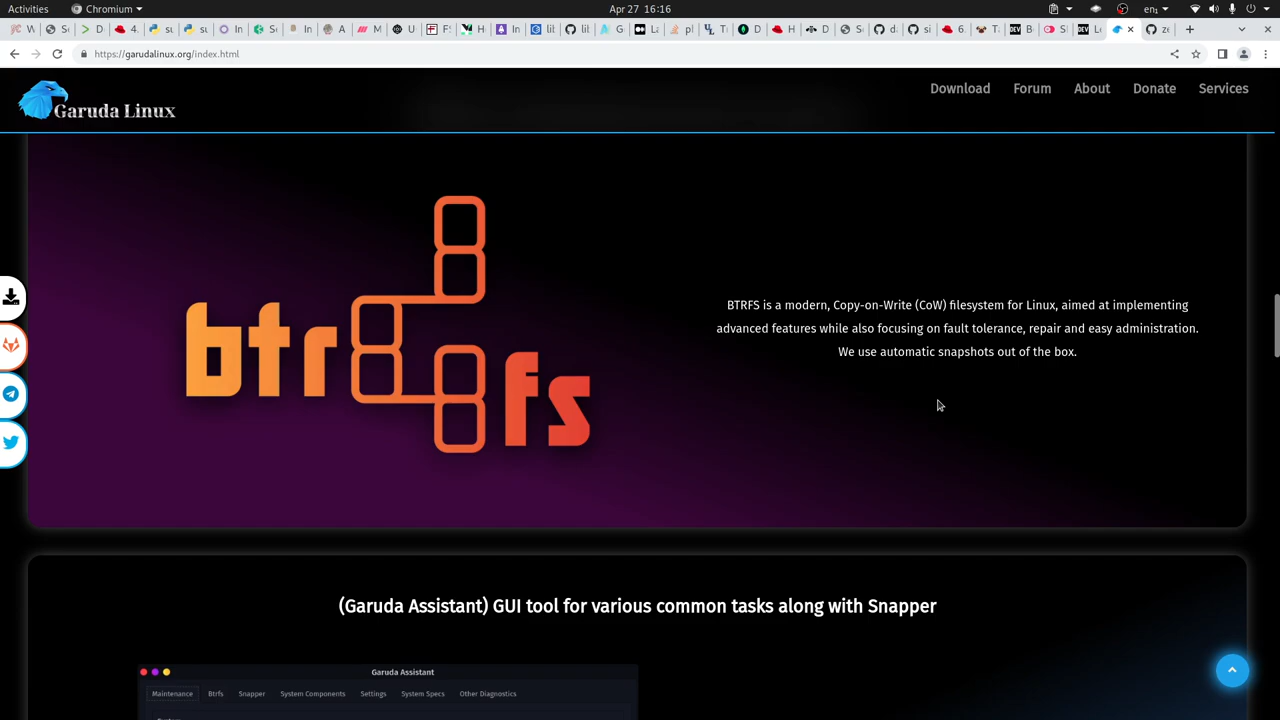 Activities
Chromium
Apr 27 16:16
en₁
https://garudalinux.org/index.html
Garuda Linux
Download
Forum
About
Donate
Services
btrfs
BTRFS is a modern, Copy-on-Write (CoW) filesystem for Linux, aimed at implementing
advanced features while also focusing on fault tolerance, repair and easy administration.
We use automatic snapshots out of the box.
(Garuda Assistant) GUI tool for various common tasks along with Snapper
Garuda Assistant
Maintenance
Btrfs
Snapper
System Components
Settings
System Specs
Other Diagnostics